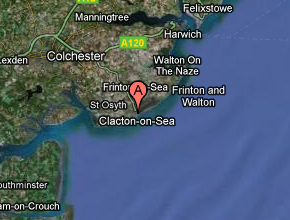 Felixstowe
Manningtree
Harwich
A120
Colchester
Lexden
Walton On
The Naze
Frinton Sea
A
Frinton and
Walton
St Osyth
Clacton-on-Sea
outhminster
am-on-Crouch